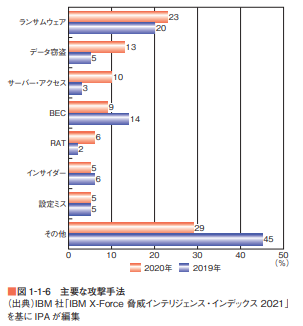 ランサムウェア
23
20
データ窃盗
13
5
サーバー・アクセス
10
3
BEC
9
14
RAT
6
2
インサイダー
5
6
設定ミス
5
5
その他
29
45
0 10 20 30 40 50
(%)
2020年 2019年
■図 1-1-6 主要な攻撃手法
(出典)IBM 社「IBM X-Force 脅威インテリジェンス・インデックス 2021」
を基に IPA が編集